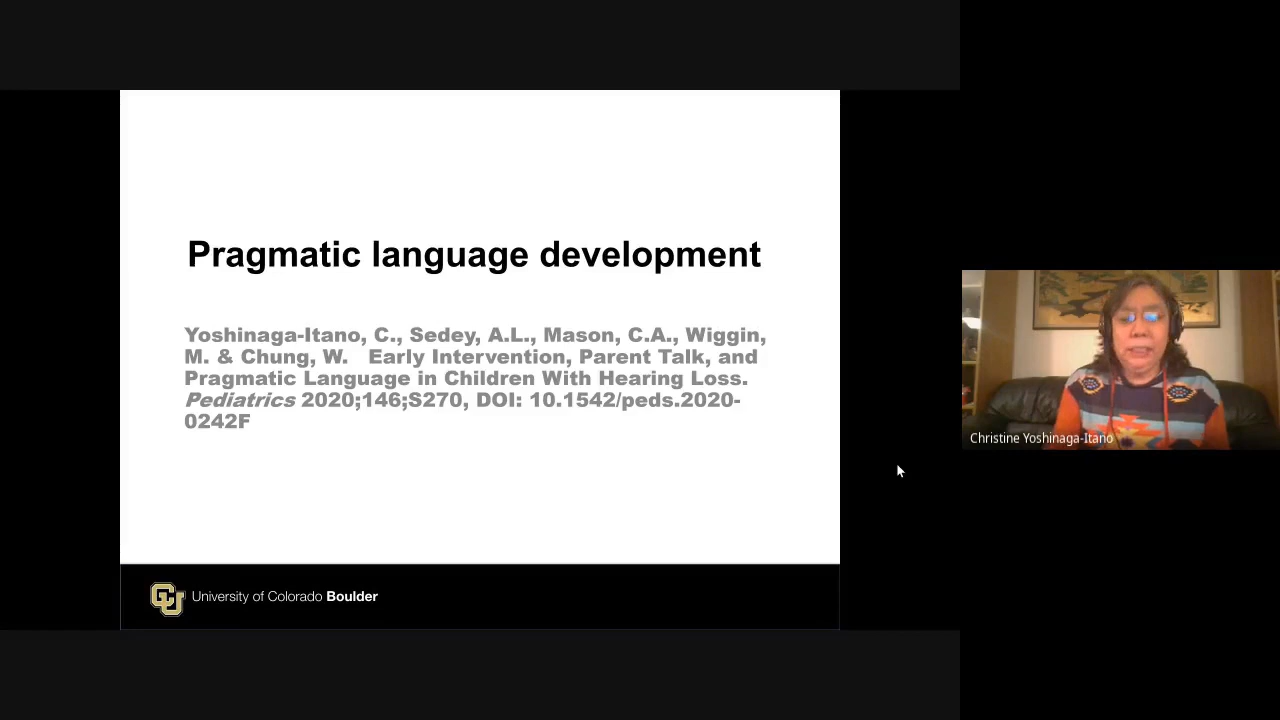 Pragmatic language development
Yoshinaga-Itano, C., Sedey, A.L., Mason, C.A., Wiggin,
M. & Chung, W. Early Intervention, Parent Talk, and
Pragmatic Language in Children With Hearing Loss.
Pediatrics 2020;146;S270, DOI: 10.1542/peds.2020-
0242F
CU University of Colorado Boulder
Christine Yoshinaga-Itano